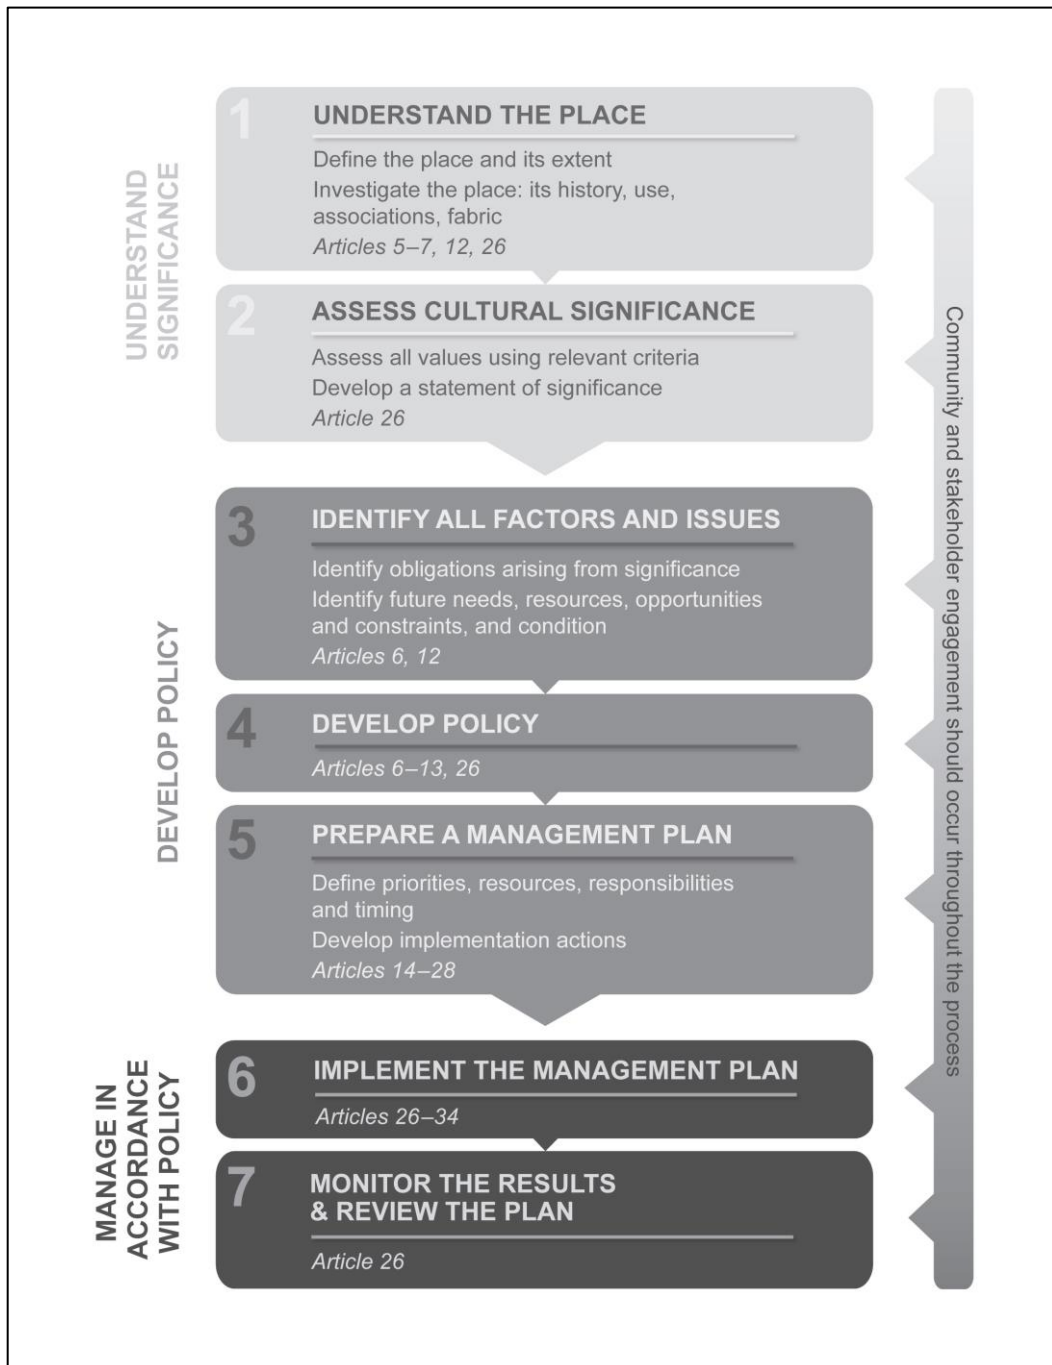 UNDERSTAND
SIGNIFICANCE
1
UNDERSTAND THE PLACE
Define the place and its extent
Investigate the place: its history, use,
associations, fabric
Articles 5–7, 12, 26
2
ASSESS CULTURAL SIGNIFICANCE
Assess all values using relevant criteria
Develop a statement of significance
Article 26
DEVELOP POLICY
3
IDENTIFY ALL FACTORS AND ISSUES
Identify obligations arising from significance
Identify future needs, resources, opportunities
and constraints, and condition
Articles 6, 12
4
DEVELOP POLICY
Articles 6–13, 26
5
PREPARE A MANAGEMENT PLAN
Define priorities, resources, responsibilities
and timing
Develop implementation actions
Articles 14–28
MANAGE IN
ACCORDANCE
WITH POLICY
6
IMPLEMENT THE MANAGEMENT PLAN
Articles 26–34
7
MONITOR THE RESULTS
& REVIEW THE PLAN
Article 26
Community and stakeholder engagement should occur throughout the process